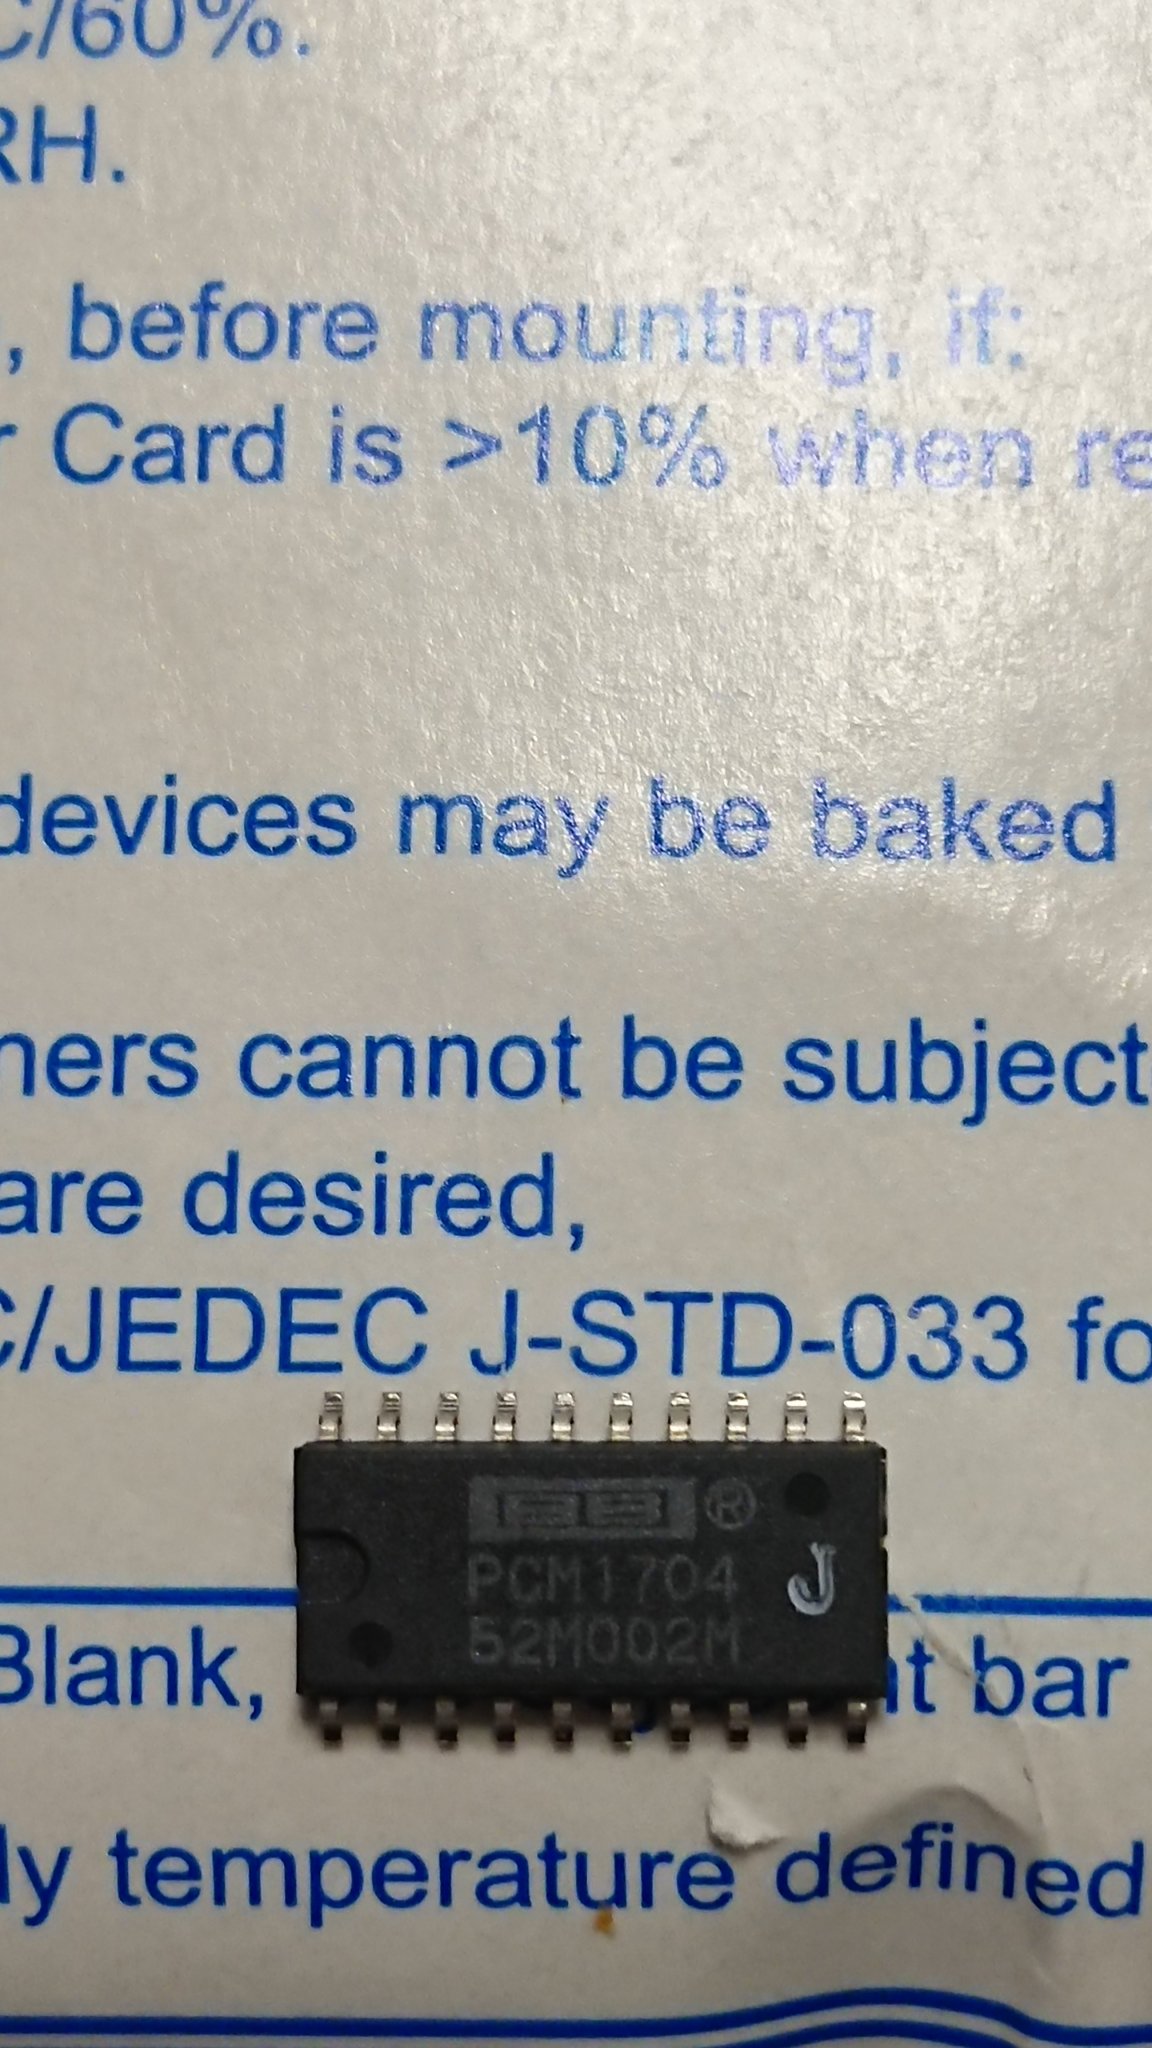 C/60%.
RH.
, before mounting, if:
r Card is >10% when re
devices may be baked
ners cannot be subject
are desired,
C/JEDEC J-STD-033 fo
BB®
PCM1704
J
52M002M
Blank,
t bar
ly temperature defined